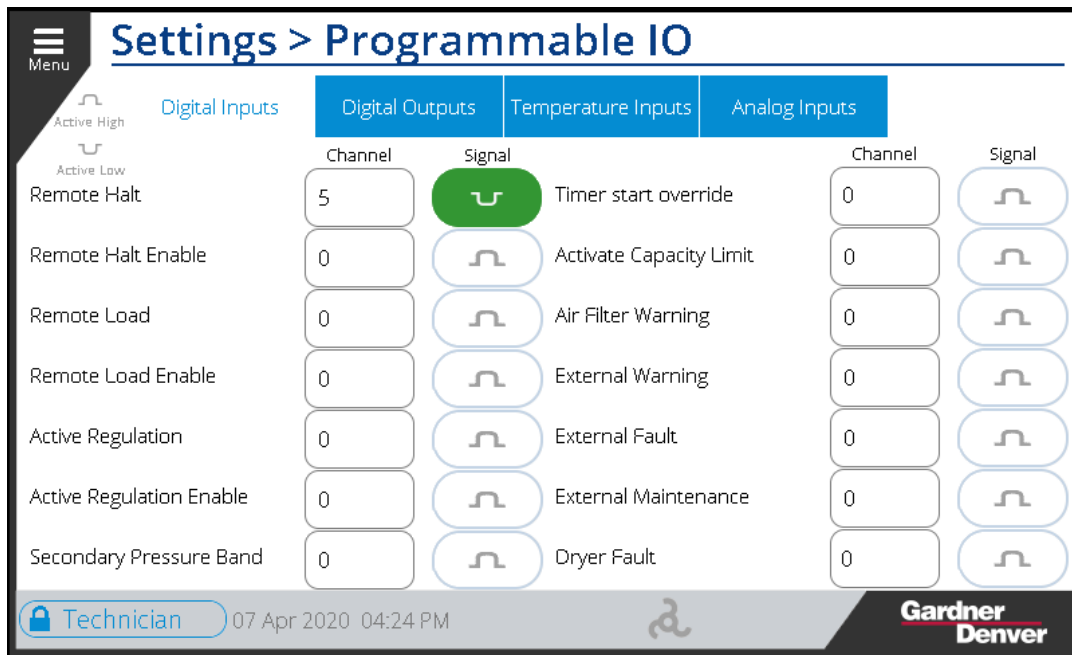 Settings > Programmable IO
Menu
Active High
Digital Inputs Digital Outputs Temperature Inputs Analog Inputs
Active Low
Channel Signal Channel Signal
Remote Halt 5 Timer start override 0
Remote Halt Enable 0 Activate Capacity Limit 0
Remote Load 0 Air Filter Warning 0
Remote Load Enable 0 External Warning 0
Active Regulation 0 External Fault 0
Active Regulation Enable 0 External Maintenance 0
Secondary Pressure Band 0 Dryer Fault 0
Technician 07 Apr 2020 04:24 PM
Gardner
Denver